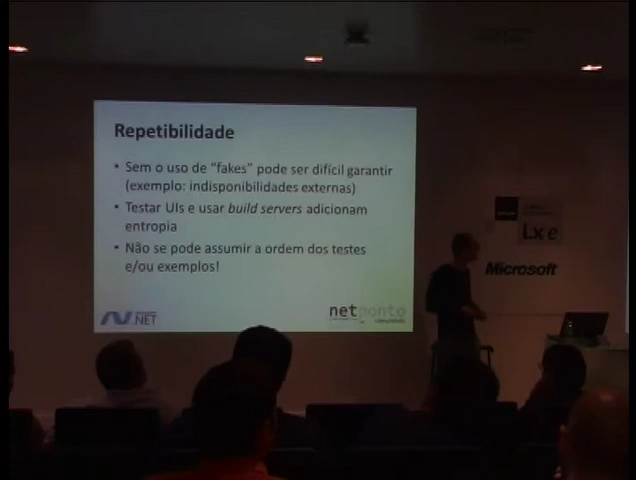 Repetibilidade
• Sem o uso de "fakes" pode ser difícil garantir
(exemplo: indisponibilidades externas)
• Testar UIs e usar build servers adicionam
entropia
• Não se pode assumir a ordem dos testes
e/ou exemplos!
.NET
netponto
Lxe
Microsoft